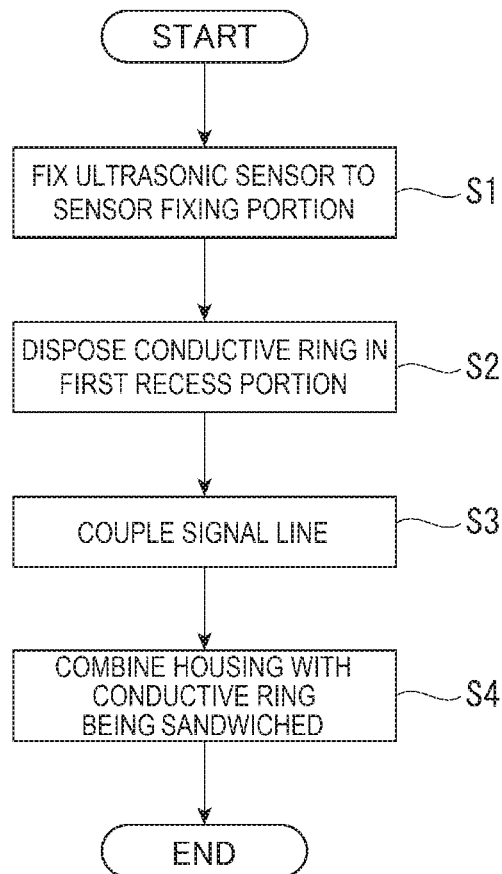 START
FIX ULTRASONIC SENSOR TO
SENSOR FIXING PORTION
S1
DISPOSE CONDUCTIVE RING IN
FIRST RECESS PORTION
S2
COUPLE SIGNAL LINE
S3
COMBINE HOUSING WITH
CONDUCTIVE RING
BEING SANDWICHED
S4
END